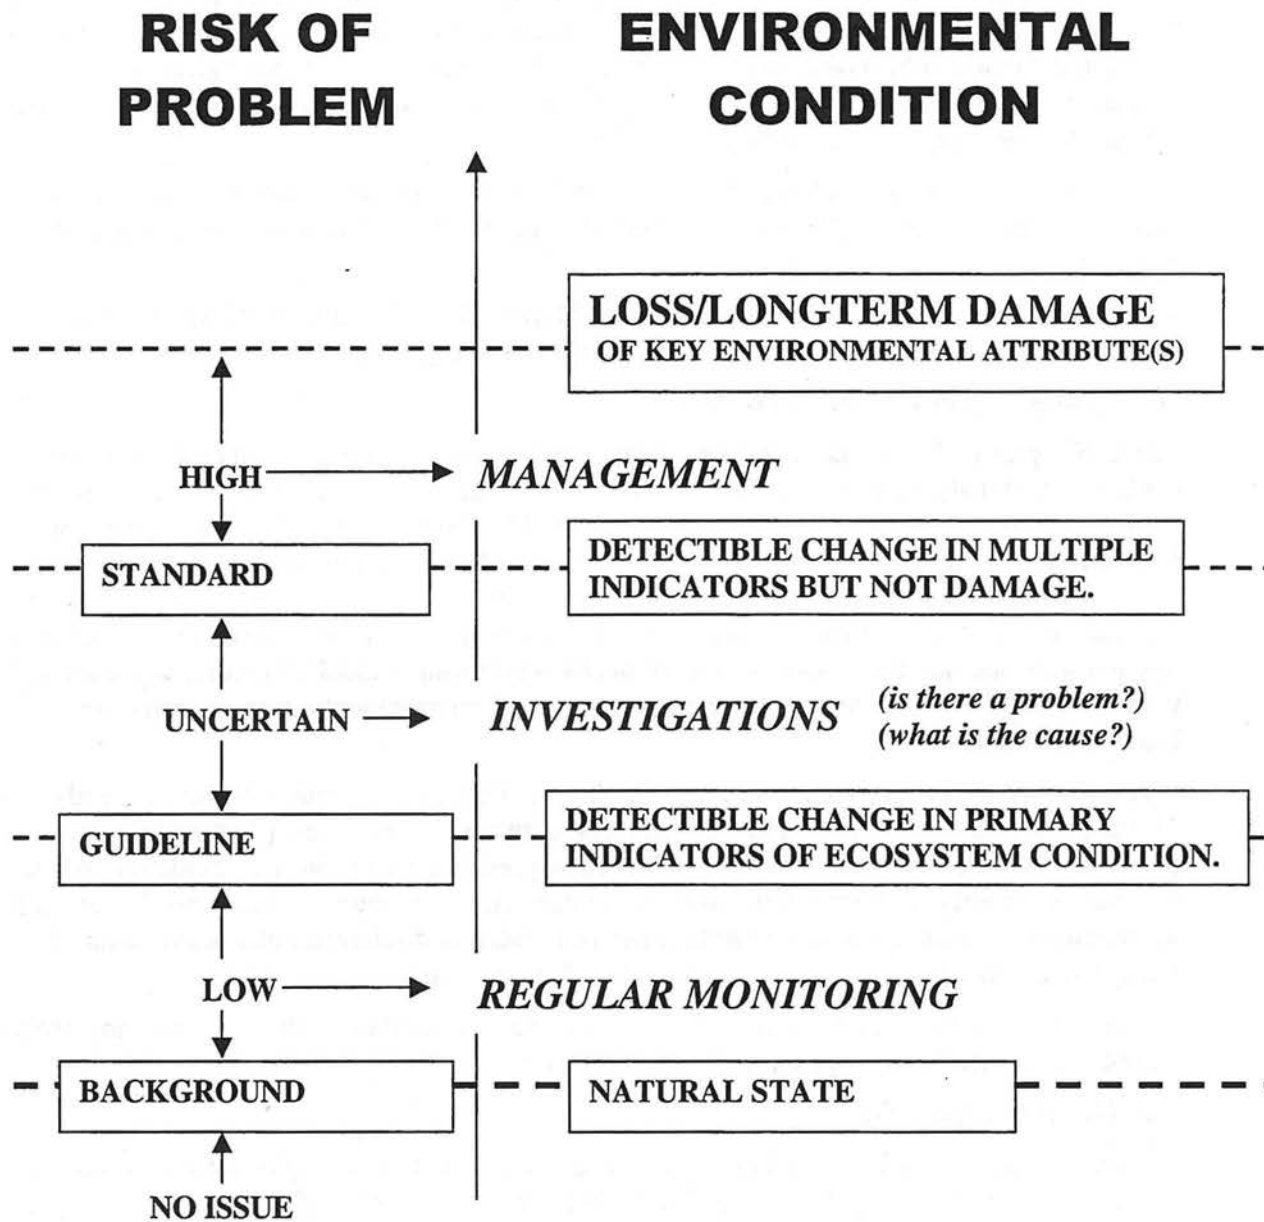 RISK OF
PROBLEM
ENVIRONMENTAL
CONDITION
LOSS/LONGTERM DAMAGE
OF KEY ENVIRONMENTAL ATTRIBUTE(S)
HIGH
MANAGEMENT
STANDARD
DETECTIBLE CHANGE IN MULTIPLE
INDICATORS BUT NOT DAMAGE.
UNCERTAIN
INVESTIGATIONS
(is there a problem?)
(what is the cause?)
GUIDELINE
DETECTIBLE CHANGE IN PRIMARY
INDICATORS OF ECOSYSTEM CONDITION.
LOW
REGULAR MONITORING
BACKGROUND
NATURAL STATE
NO ISSUE